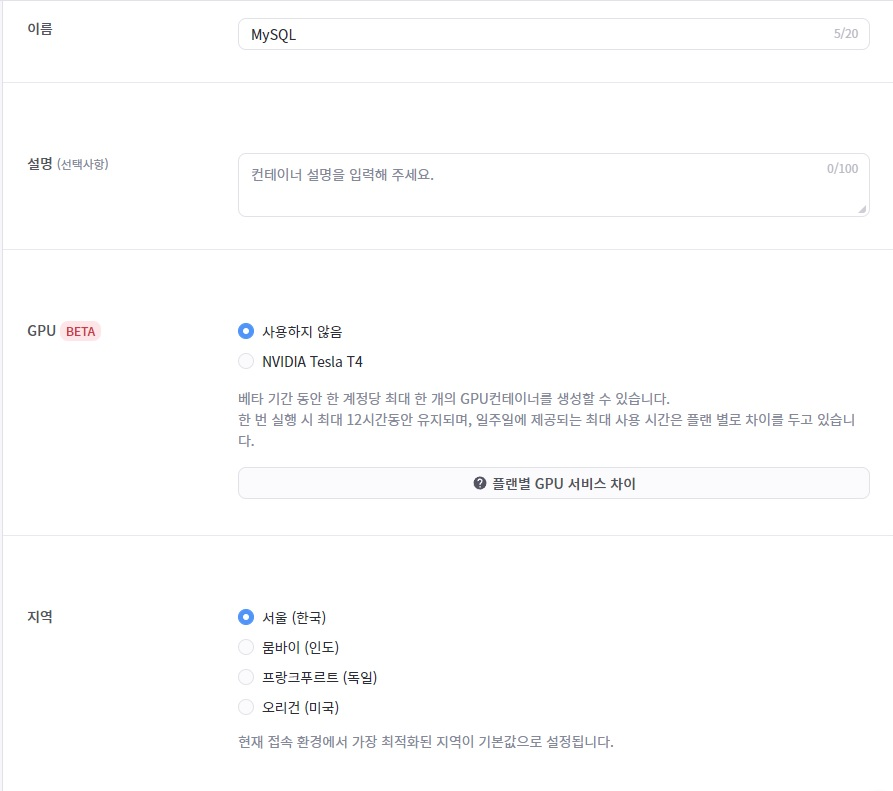 이름
MySQL
5/20
설명 (선택사항)
컨테이너 설명을 입력해 주세요.
0/100
GPU BETA
사용하지 않음
NVIDIA Tesla T4
베타 기간 동안 한 계정당 최대 한 개의 GPU컨테이너를 생성할 수 있습니다.
한 번 실행 시 최대 12시간동안 유지되며, 일주일에 제공되는 최대 사용 시간은 플랜 별로 차이를 두고 있습니
다.
? 플랜별 GPU 서비스 차이
지역
서울 (한국)
뭄바이 (인도)
프랑크푸르트 (독일)
오리건 (미국)
현재 접속 환경에서 가장 최적화된 지역이 기본값으로 설정됩니다.